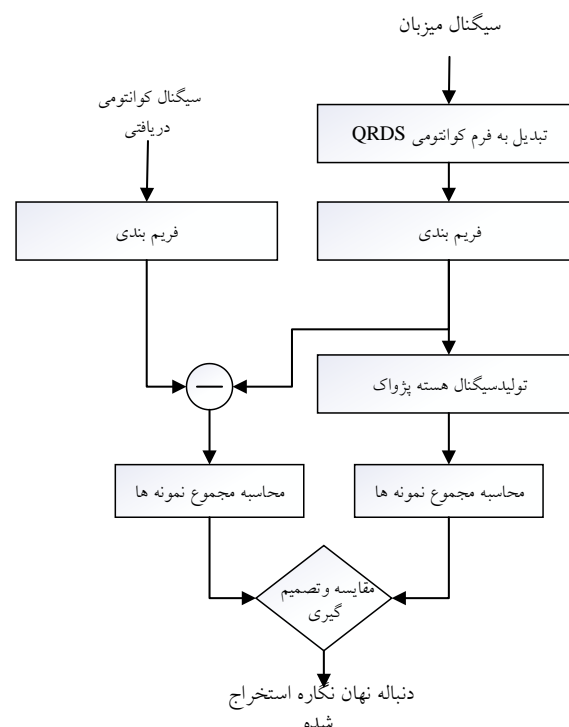 سیگنال میزبان
سیگنال کوانتومی
دریافتی
تبدیل به فرم کوانتومی QRDS
فریم بندی
فریم بندی
تولیدسیگنال هسته پژواک
محاسبه مجموع نمونه ها
محاسبه مجموع نمونه ها
مقایسه وتصمیم
گیری
دنباله نهان نگاره استخراج
شده